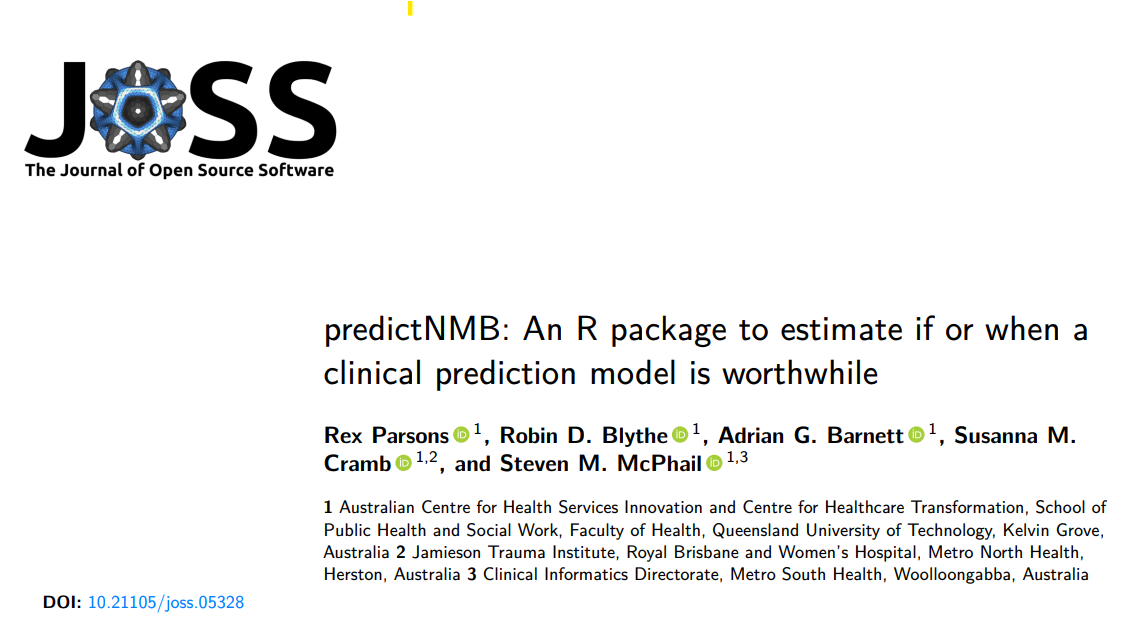 JOSS
The Journal of Open Source Software
predictNMB: An R package to estimate if or when a
clinical prediction model is worthwhile
Rex Parsons iD 1, Robin D. Blythe iD 1, Adrian G. Barnett iD 1, Susanna M.
Cramb iD 1,2, and Steven M. McPhail iD 1,3
1 Australian Centre for Health Services Innovation and Centre for Healthcare Transformation, School of
Public Health and Social Work, Faculty of Health, Queensland University of Technology, Kelvin Grove,
Australia 2 Jamieson Trauma Institute, Royal Brisbane and Women's Hospital, Metro North Health,
Herston, Australia 3 Clinical Informatics Directorate, Metro South Health, Woolloongabba, Australia
DOI: 10.21105/joss.05328